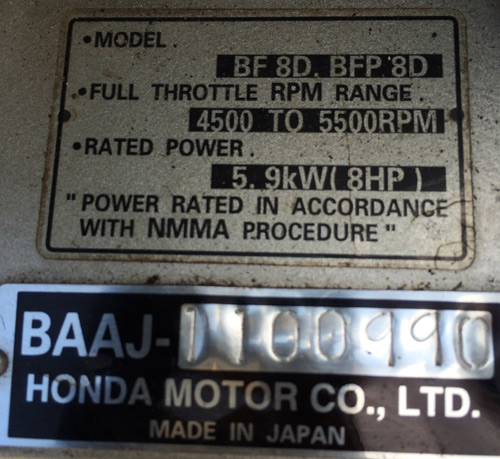 •MODEL.
BF 8D. BFP 8D
•FULL THROTTLE RPM RANGE.
4500 TO 5500RPM
•RATED POWER.
5.9kW(8HP)
"POWER RATED IN ACCORDANCE
WITH NMMA PROCEDURE"
BAAJ-1100990
HONDA MOTOR CO., LTD.
MADE IN JAPAN